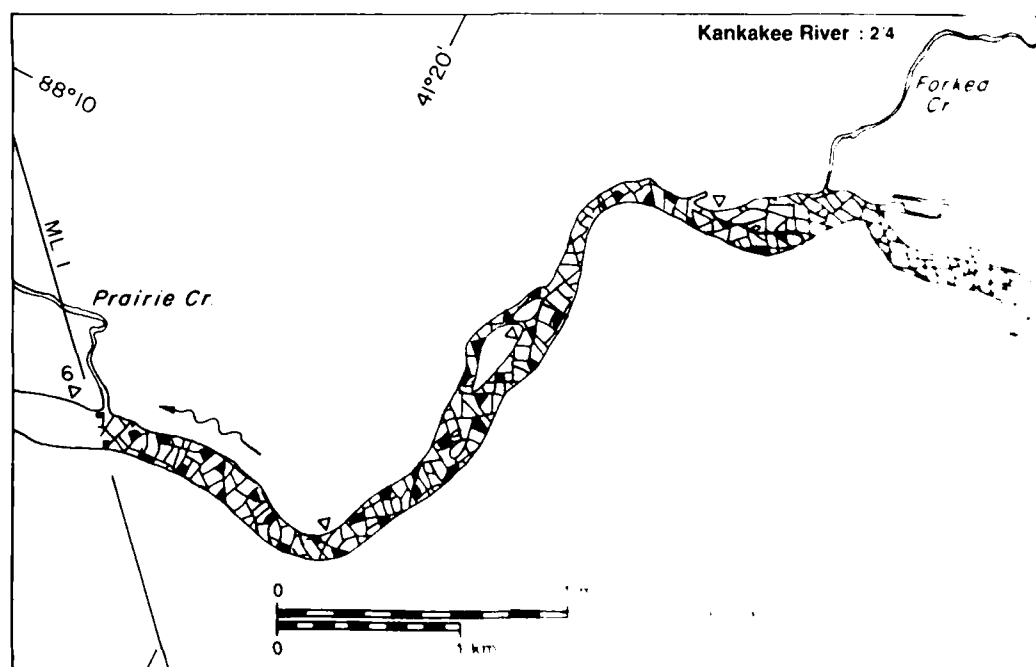 Kankakee River : 2/4
88°10
41°20'
Forked
Cr
ML 1
Prairie Cr.
6
0
0
1 km